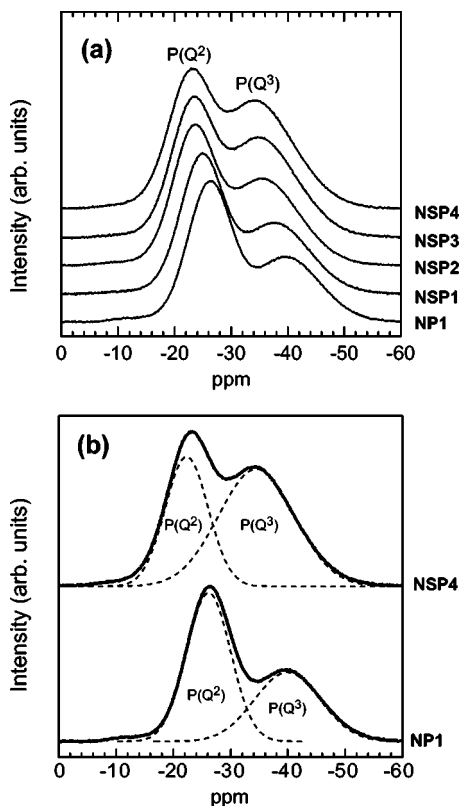 (a)
P(Q²)
P(Q³)
Intensity (arb. units)
NSP4
NSP3
NSP2
NSP1
NP1
0 -10 -20 -30 -40 -50 -60
ppm
(b)
P(Q²)
P(Q³)
Intensity (arb. units)
NSP4
P(Q²)
P(Q³)
NP1
0 -10 -20 -30 -40 -50 -60
ppm